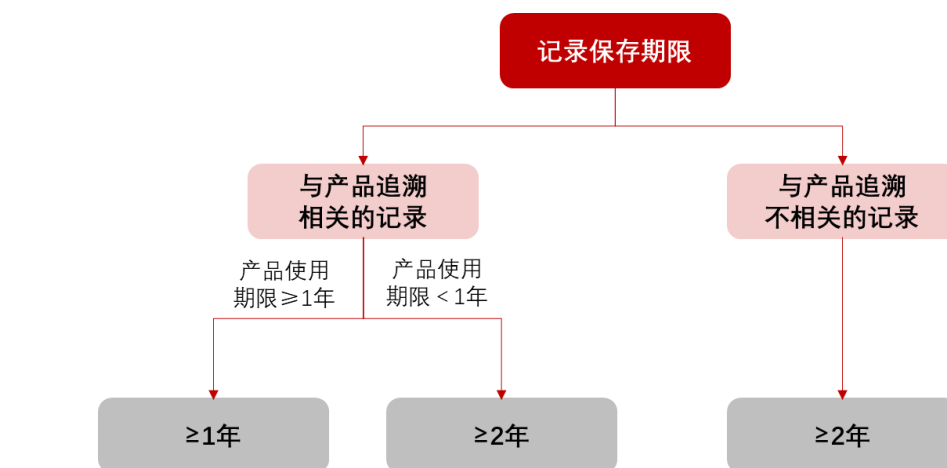 记录保存期限
与产品追溯
相关的记录
与产品追溯
不相关的记录
产品使用
期限≥1年
产品使用
期限<1年
≥1年
≥2年
≥2年